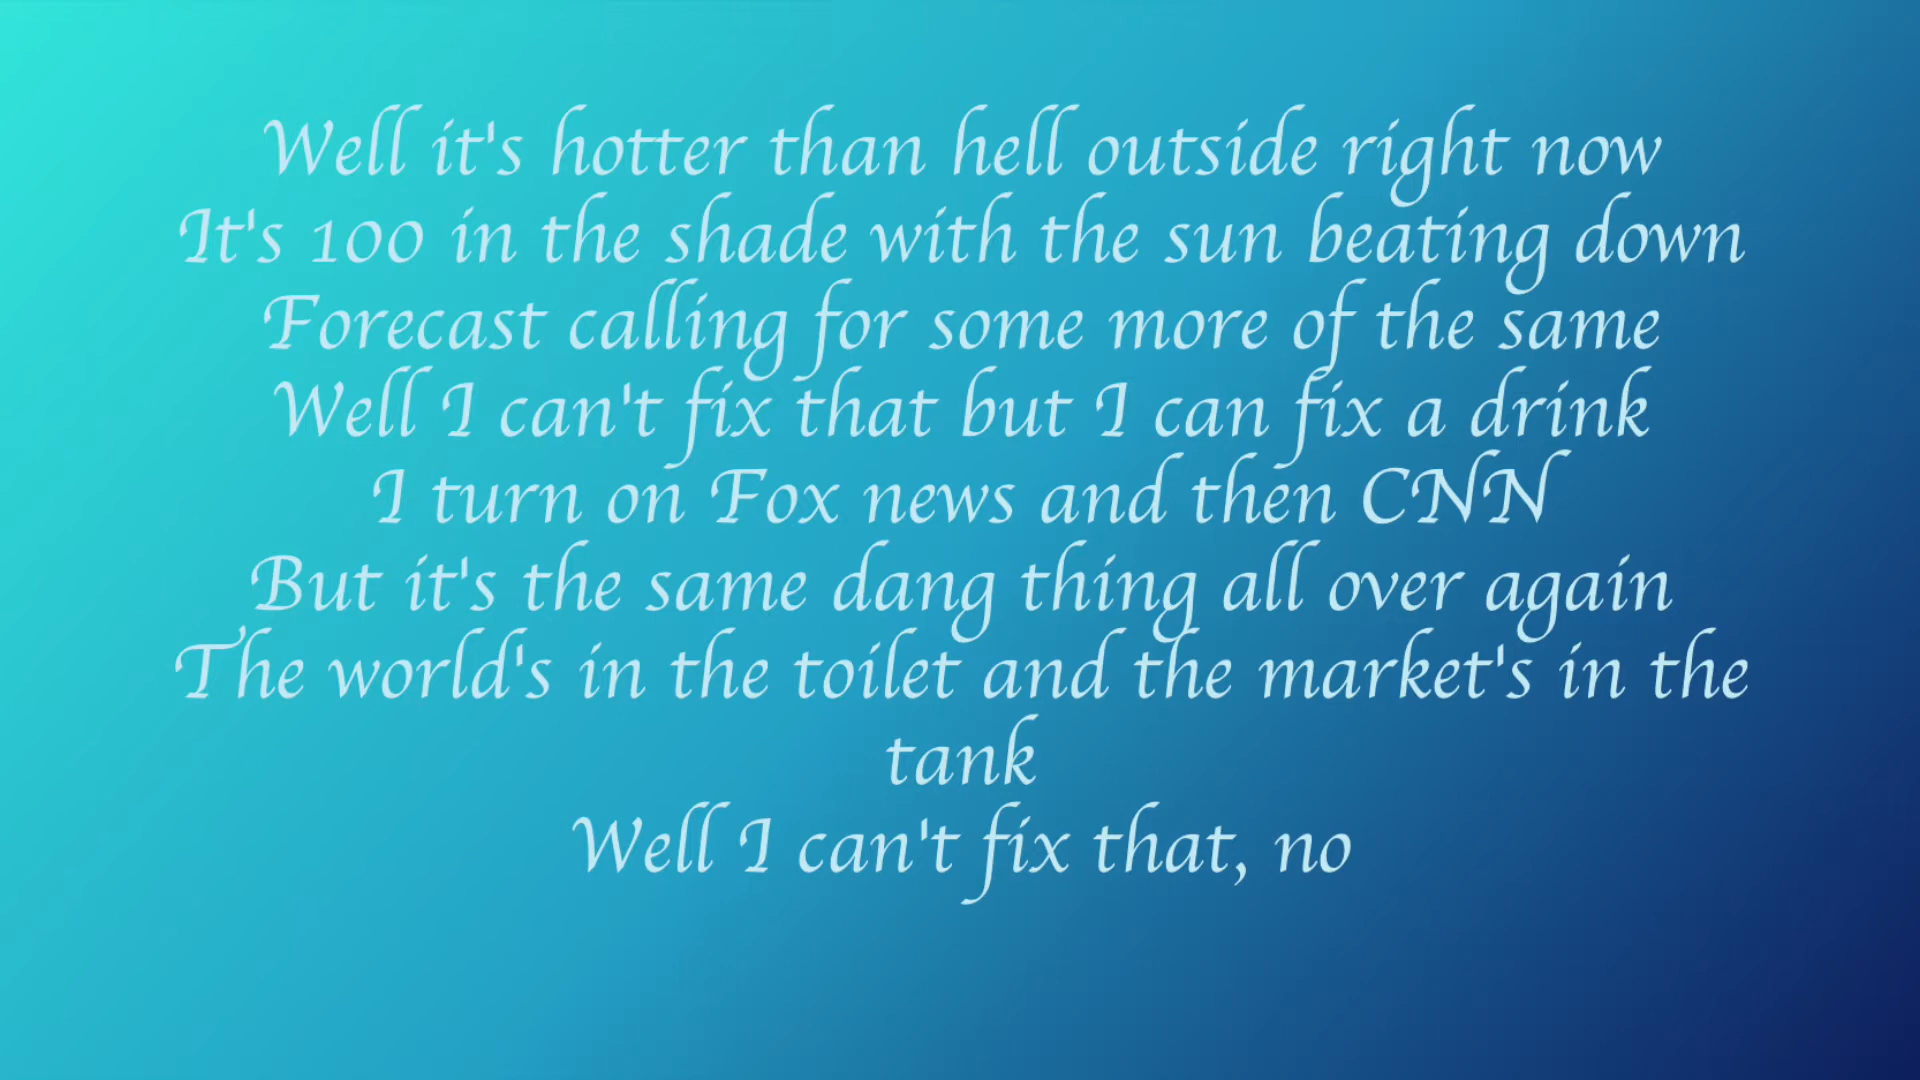 Well it's hotter than hell outside right now
It's 100 in the shade with the sun beating down
Forecast calling for some more of the same
Well I can't fix that but I can fix a drink
I turn on Fox news and then CNN
But it's the same dang thing all over again
The world's in the toilet and the market's in the
tank
Well I can't fix that, no